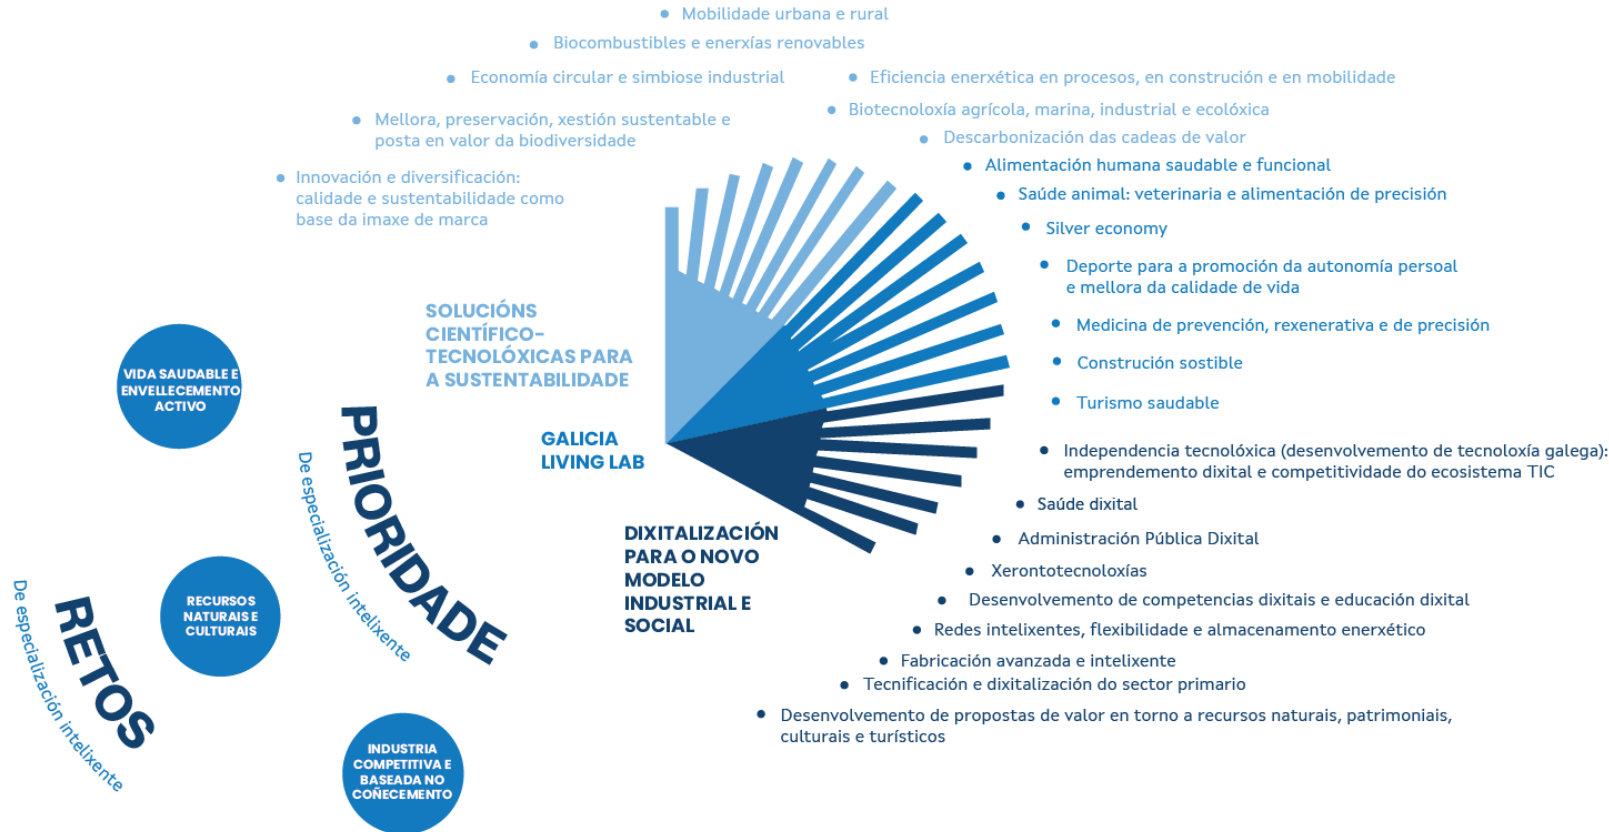 Mobilidade urbana e rural
Biocombustibles e enerxías renovables
Economía circular e simbiose industrial
Eficiencia enerxética en procesos, en construción e en mobilidade
Mellora, preservación, xestión sustentable e
posta en valor da biodiversidade
Biotecnoloxía agrícola, marina, industrial e ecolóxica
Descarbonización das cadeas de valor
Innovación e diversificación:
calidade e sustentabilidade como
base da imaxe de marca
Alimentación humana saudable e funcional
Saúde animal: veterinaria e alimentación de precisión
Silver economy
Deporte para a promoción da autonomía persoal
e mellora da calidade de vida
Medicina de prevención, rexenerativa e de precisión
Construción sostible
Turismo saudable
Independencia tecnolóxica (desenvolvemento de tecnoloxía galega):
emprendemento dixital e competitividade do ecosistema TIC
Saúde dixital
Administración Pública Dixital
Xerontotecnoloxías
Desenvolvemento de competencias dixitais e educación dixital
Redes intelixentes, flexibilidade e almacenamento enerxético
Fabricación avanzada e intelixente
Tecnificación e dixitalización do sector primario
Desenvolvemento de propostas de valor en torno a recursos naturais, patrimoniais,
culturais e turísticos
SOLUCIÓNS
CIENTÍFICO-
TECNOLÓXICAS PARA
A SUSTENTABILIDADE
GALICIA
LIVING LAB
DIXITALIZACIÓN
PARA O NOVO
MODELO
INDUSTRIAL E
SOCIAL
PRIORIDADE
De especialización intelixente
VIDA SAUDABLE E
ENVELLECEMENTO
ACTIVO
RECURSOS
NATURAIS E
CULTURAIS
INDUSTRIA
COMPETITIVA E
BASEADA NO
COÑECEMENTO
RETOS
De especialización intelixente